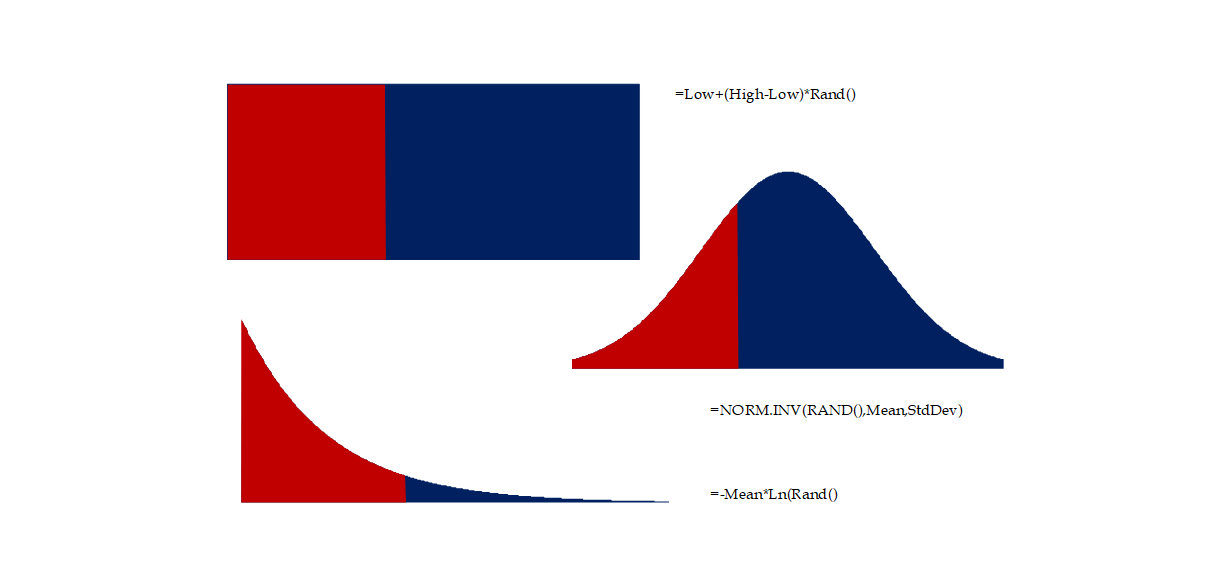 =Low+(High-Low)*Rand()
=NORM.INV(RAND(),Mean,StdDev)
=-Mean*Ln(Rand()